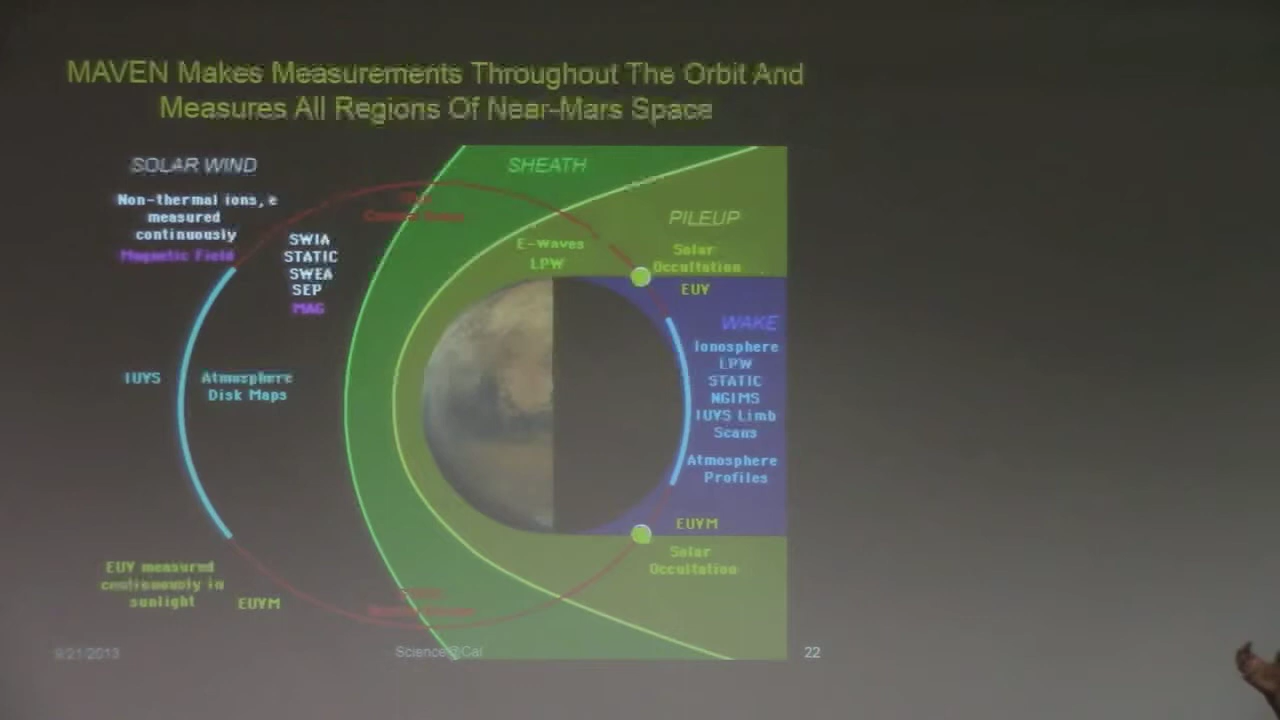 MAVEN Makes Measurements Throughout The Orbit And
Measures All Regions Of Near-Mars Space
SOLAR WIND
Non-thermal ions, e
measured
continuously
Magnetic Field
SWIA
STATIC
SWEA
SEP
MAG
IUVS
Atmosphere
Disk Maps
EUV measured
continuously in
sunlight
EUVM
SHEATH
E-Waves
LPW
PILEUP
Solar
Occultation
EUV
WAKE
Ionosphere
LPW
STATIC
NGIMS
IUVS Limb
Scans
Atmosphere
Profiles
EUVM
Solar
Occultation
9/21/2013
Science@Cal
22